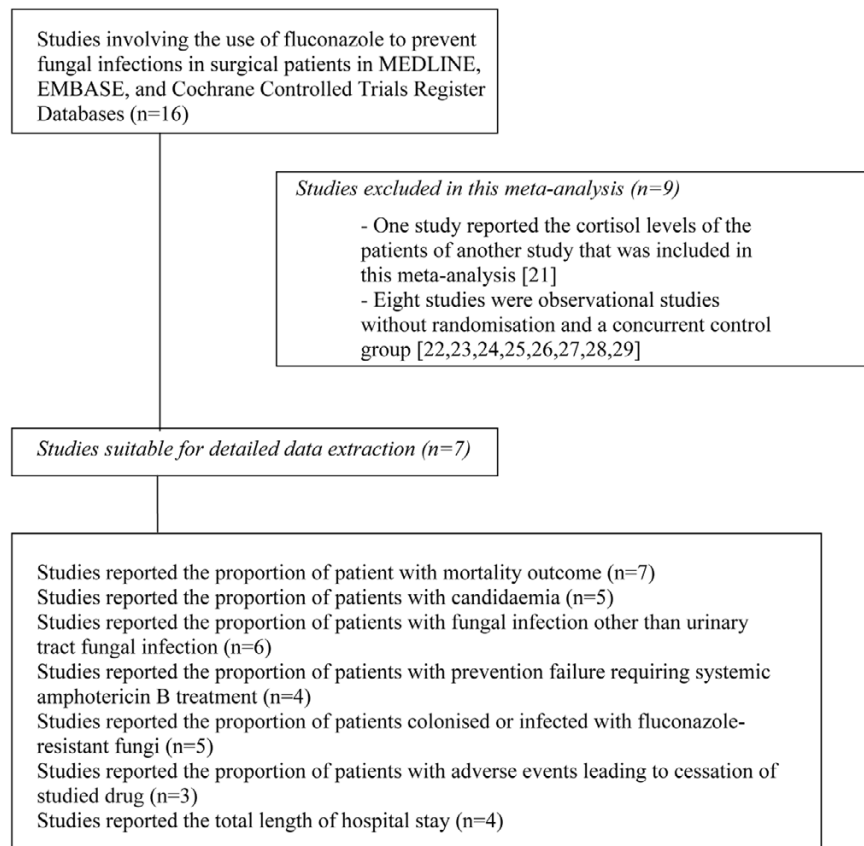 Studies involving the use of fluconazole to prevent
fungal infections in surgical patients in MEDLINE,
EMBASE, and Cochrane Controlled Trials Register
Databases (n=16)
Studies excluded in this meta-analysis (n=9)
- One study reported the cortisol levels of the
patients of another study that was included in
this meta-analysis [21]
- Eight studies were observational studies
without randomisation and a concurrent control
group [22,23,24,25,26,27,28,29]
Studies suitable for detailed data extraction (n=7)
Studies reported the proportion of patient with mortality outcome (n=7)
Studies reported the proportion of patients with candidaemia (n=5)
Studies reported the proportion of patients with fungal infection other than urinary
tract fungal infection (n=6)
Studies reported the proportion of patients with prevention failure requiring systemic
amphotericin B treatment (n=4)
Studies reported the proportion of patients colonised or infected with fluconazole-
resistant fungi (n=5)
Studies reported the proportion of patients with adverse events leading to cessation of
studied drug (n=3)
Studies reported the total length of hospital stay (n=4)